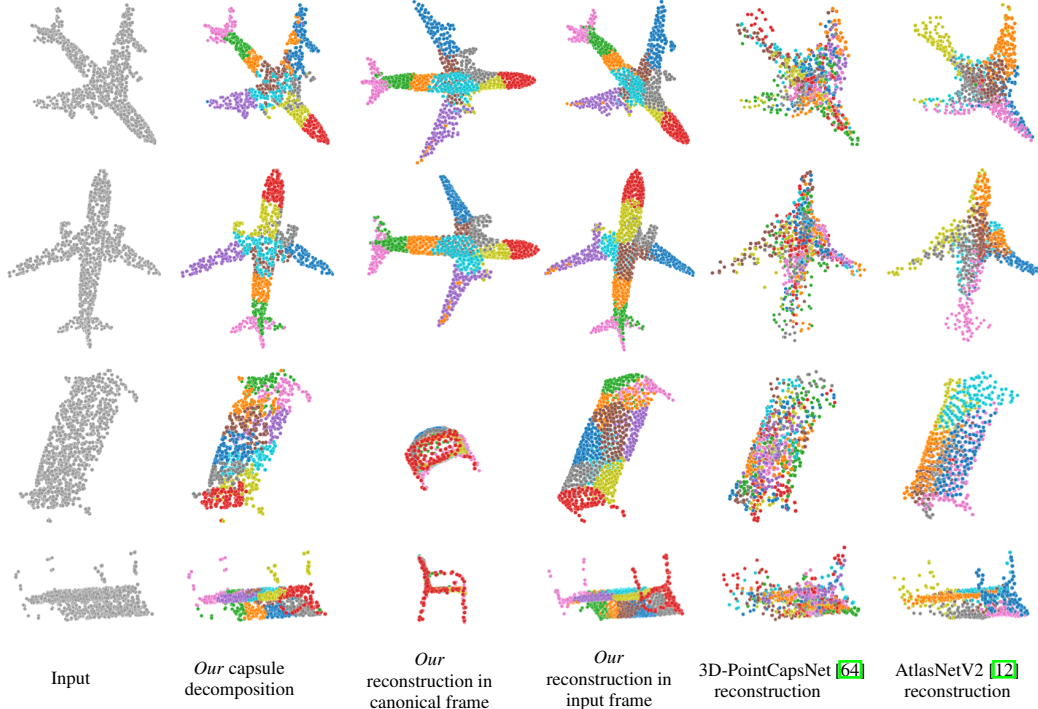 Input
Our capsule
decomposition
Our
reconstruction in
canonical frame
Our
reconstruction in
input frame
3D-PointCapsNet [64]
reconstruction
AtlasNetV2 [12]
reconstruction